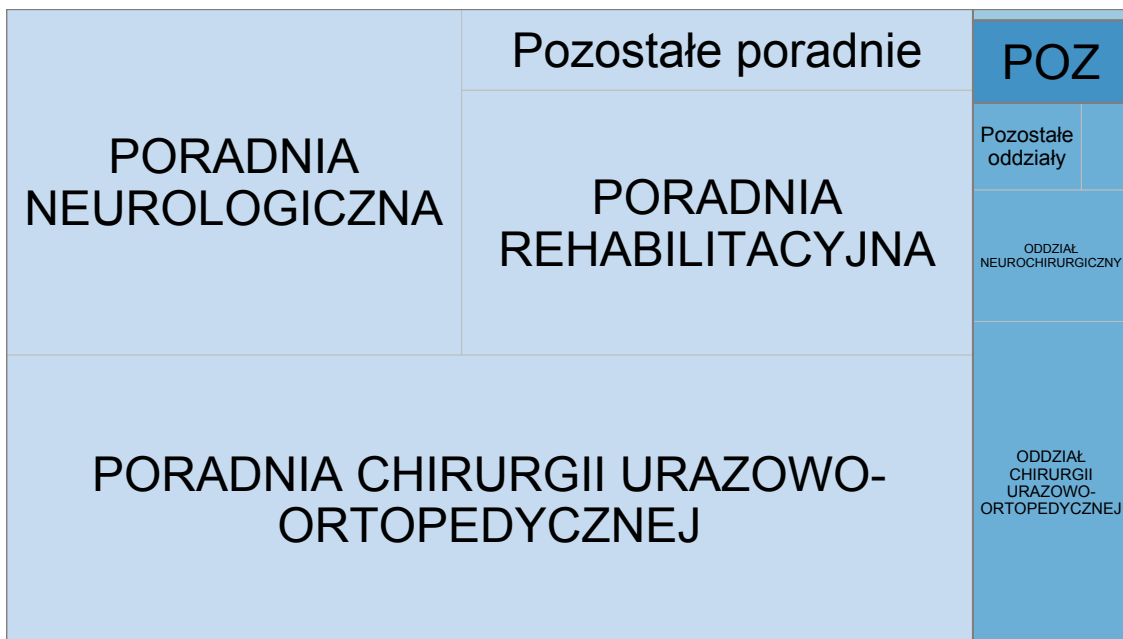 PORADNIA
NEUROLOGICZNA
Pozostałe poradnie
PORADNIA
REHABILITACYJNA
PORADNIA CHIRURGII URAZOWO-
ORTOPEDYCZNEJ
POZ
Pozostałe
oddziały
ODDZIAŁ
NEUROCHIRURGICZNY
ODDZIAŁ
CHIRURGII
URAZOWO-
ORTOPEDYCZNEJ